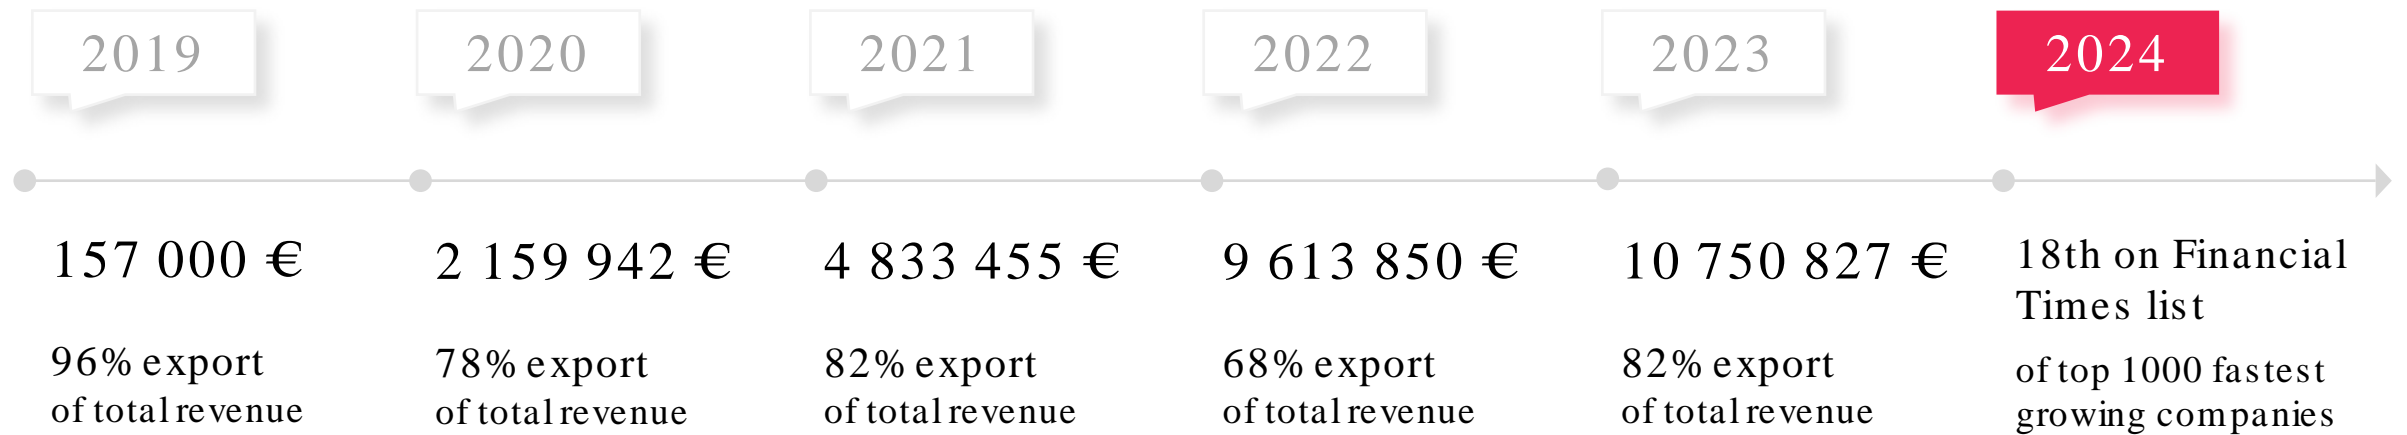 2019
2020
2021
2022
2023
2024
157 000 €
2 159 942 €
4 833 455 €
9 613 850 €
10 750 827 €
18th on Financial
Times list
96% export
of total revenue
78% export
of total revenue
82% export
of total revenue
68% export
of total revenue
82% export
of total revenue
of top 1000 fastest
growing companies